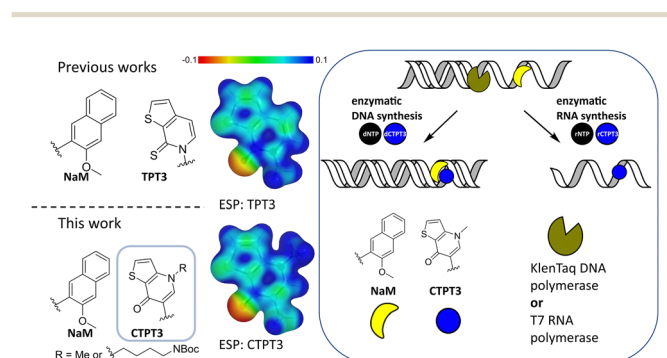 Previous works
-0.1 0.1
S
S N
O
NaM TPT3
ESP: TPT3
This work
S N R
O O
NaM CTPT3
R = Me or NBoc
ESP: CTPT3
enzymatic
DNA synthesis
dNTP dCTPT3
enzymatic
RNA synthesis
rNTP rCTPT3
S N
O O
NaM CTPT3
KlenTaq DNA
polymerase
or
T7 RNA
polymerase